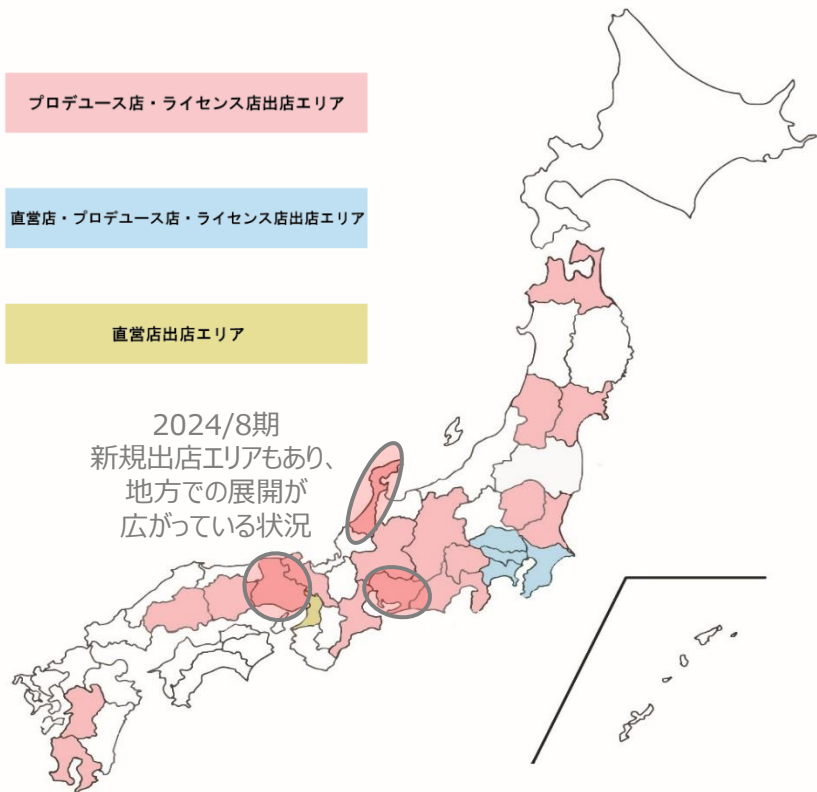 プロデュース店・ライセンス店出店エリア
直営店・プロデュース店・ライセンス店出店エリア
直営店出店エリア
2024/8期
新規出店エリアもあり、
地方での展開が
広がっている状況